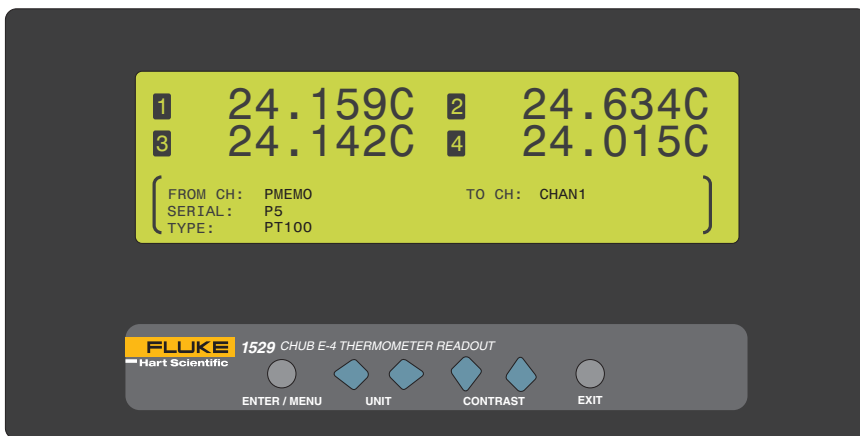 1 24.159C 2 24.634C
3 24.142C 4 24.015C
FROM CH: PMEMO TO CH: CHAN1
SERIAL: P5
TYPE: PT100
FLUKE 1529 CHUB E-4 THERMOMETER READOUT
Hart Scientific
ENTER / MENU UNIT CONTRAST EXIT